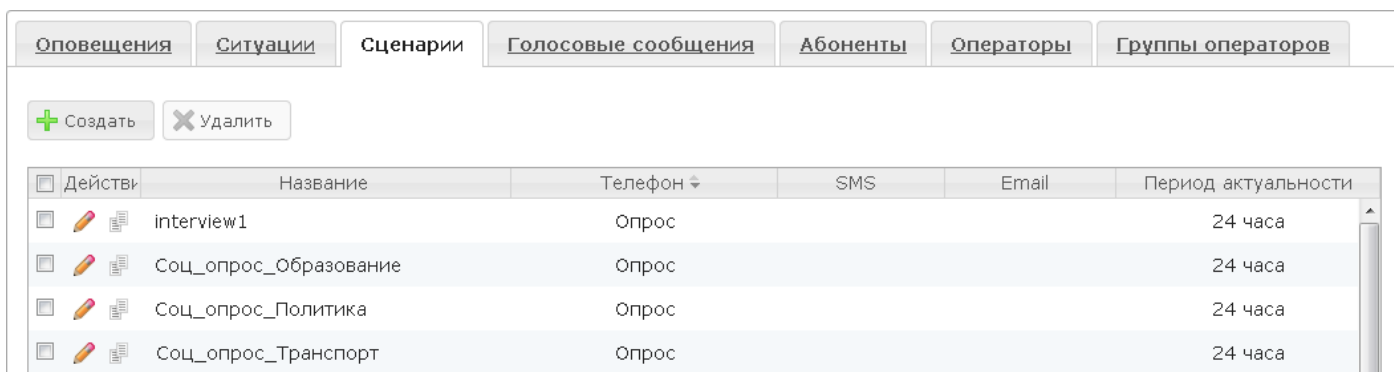 Оповещения Ситуации Сценарии Голосовые сообщения Абоненты Операторы Группы операторов
Создать Удалить
Действи Название Телефон SMS Email Период актуальности
interview1 Опрос 24 часа
Соц_опрос_Образование Опрос 24 часа
Соц_опрос_Политика Опрос 24 часа
Соц_опрос_Транспорт Опрос 24 часа